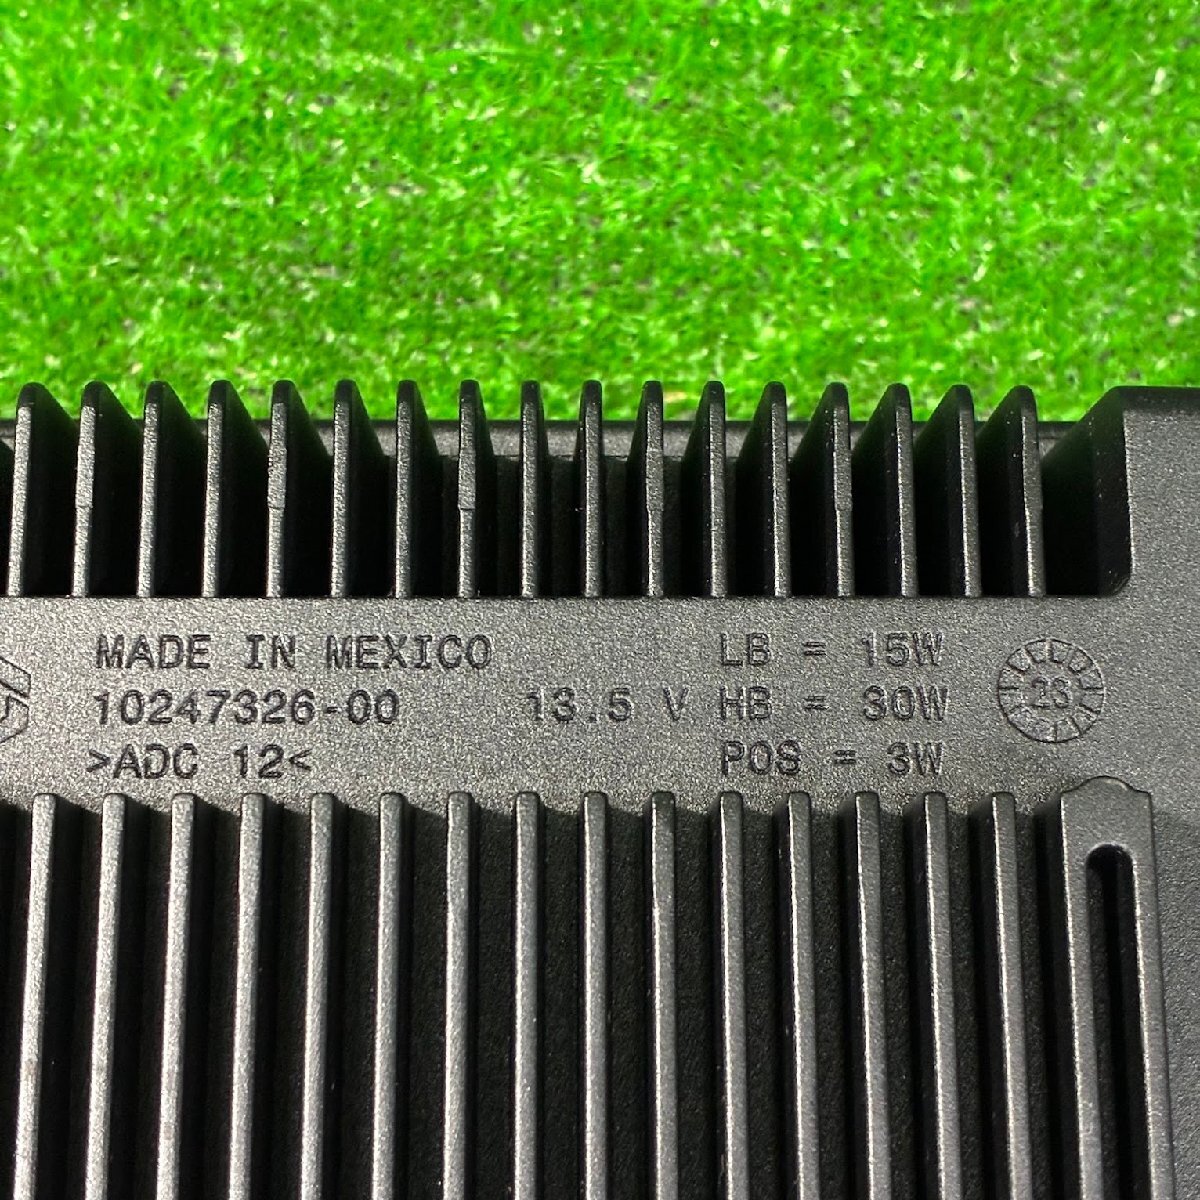 MADE IN MEXICO
10247326-00
>ADC 12<
13.5 V
LB = 15W
HB = 30W
POS = 3W
23